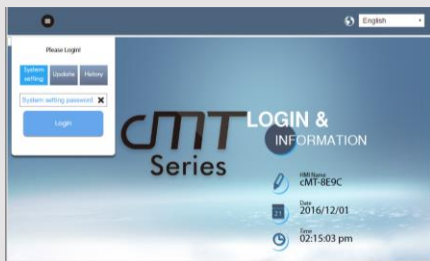 English
Please Login!
System setting
Update
History
System setting password
Login
cMT
Series
LOGIN &
INFORMATION
HMI Name
cMT-8E9C
Date
21
2016/12/01
Time
02:15:03 pm